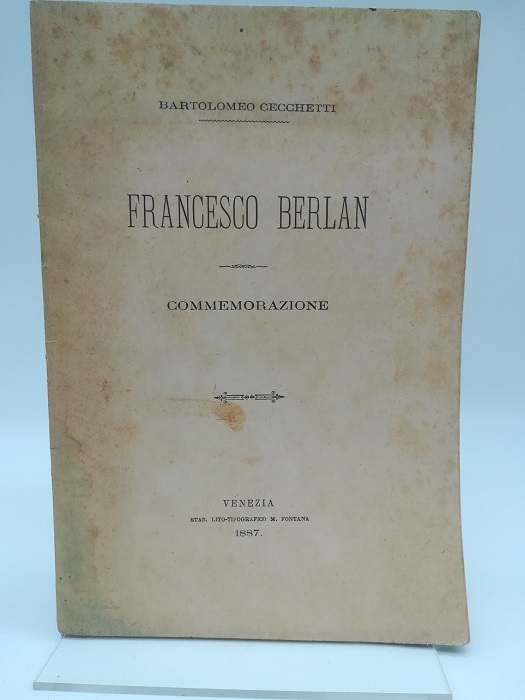 BARTOLOMEO CECCHETTI
FRANCESCO BERLAN
COMMEMORAZIONE
VENEZIA
STAB. LITO-TIPOGRAFICO M. FONTANA
1887.